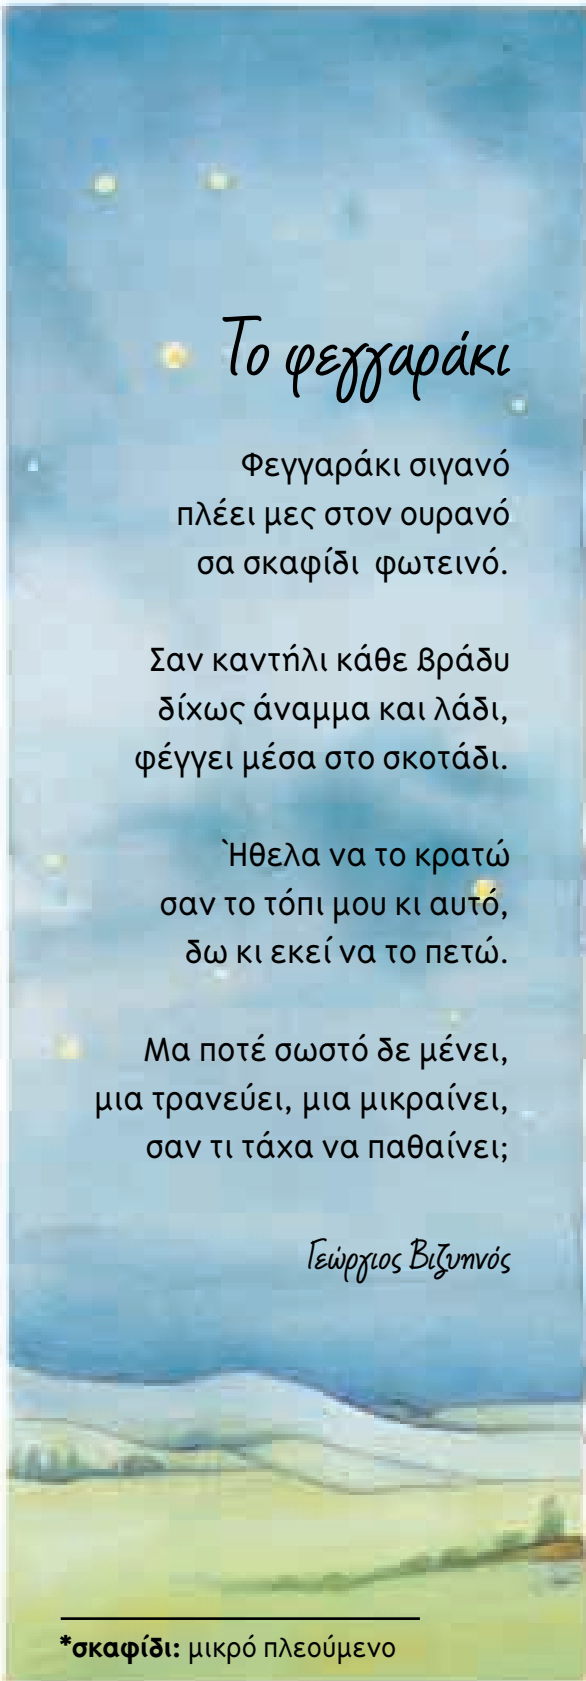 Το φεγγαράκι
Φεγγαράκι σιγανό
πλέει μες στον ουρανό
σα σκαφίδι φωτεινό.
Σαν καντήλι κάθε βράδυ
δίχως άναμμα και λάδι,
φέγγει μέσα στο σκοτάδι.
Ὴθελα να το κρατώ
σαν το τόπι μου κι αυτό,
δω κι εκεί να το πετώ.
Μα ποτέ σωστό δε μένει,
μια τρανεύει, μια μικραίνει,
σαν τι τάχα να παθαίνει;
Γεώργιος Βιζυηνός
*σκαφίδι: μικρό πλεούμενο